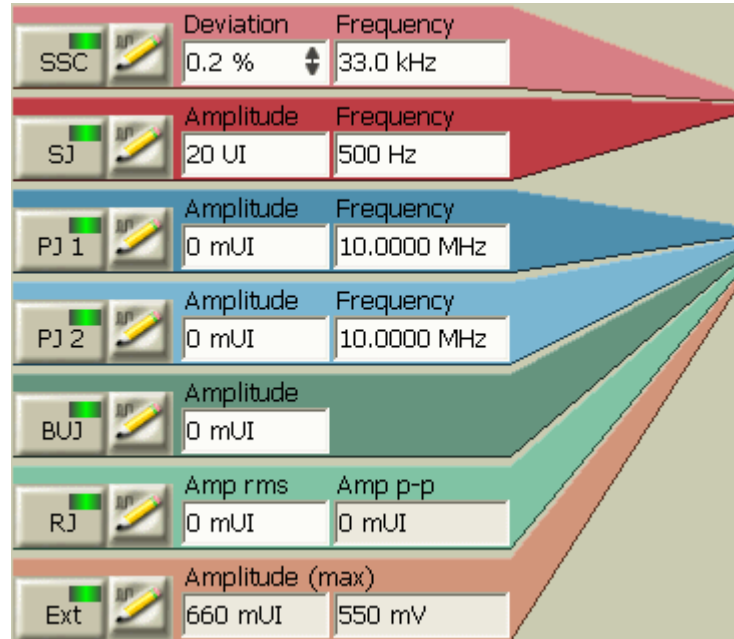 Deviation Frequency
SSC 0.2 % 33.0 kHz
Amplitude Frequency
SJ 20 UI 500 Hz
Amplitude Frequency
PJ 1 0 mUI 10.0000 MHz
Amplitude Frequency
PJ 2 0 mUI 10.0000 MHz
Amplitude
BUJ 0 mUI
Amp rms Amp p-p
RJ 0 mUI 0 mUI
Amplitude (max)
Ext 660 mUI 550 mV